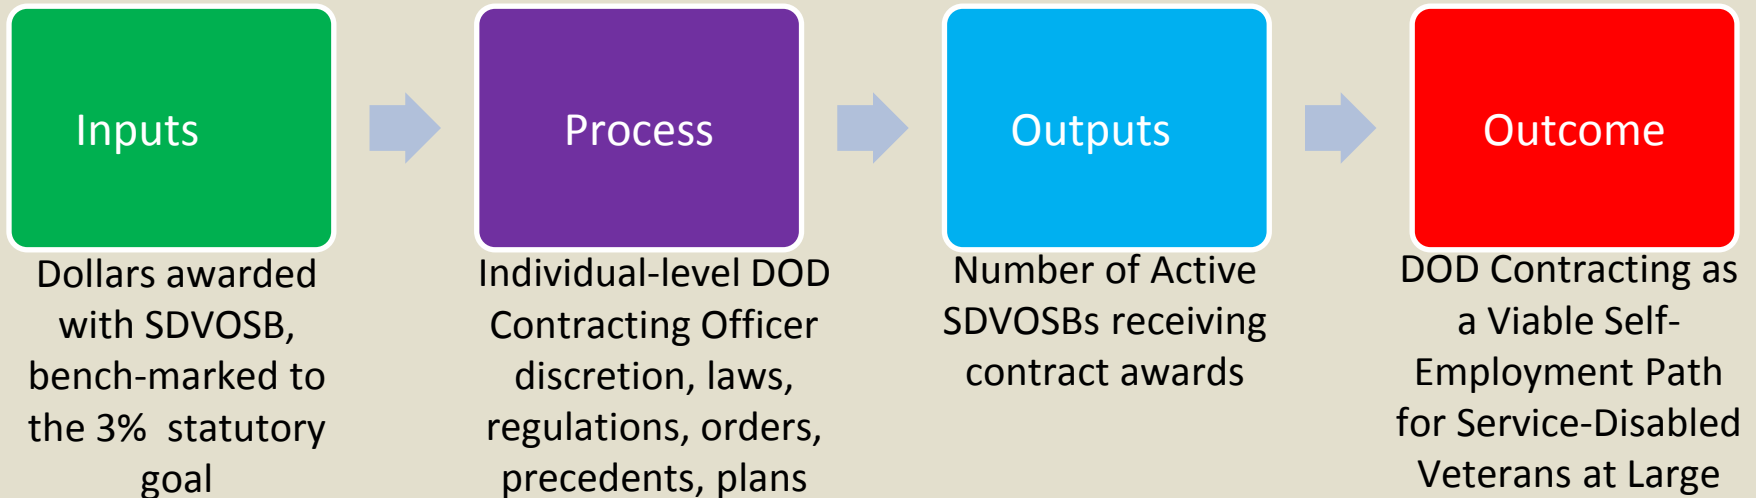 Inputs
Process
Outputs
Outcome
Dollars awarded
with SDVOSB,
bench-marked to
the 3% statutory
goal
Individual-level DOD
Contracting Officer
discretion, laws,
regulations, orders,
precedents, plans
Number of Active
SDVOSBs receiving
contract awards
DOD Contracting as
a Viable Self-
Employment Path
for Service-Disabled
Veterans at Large